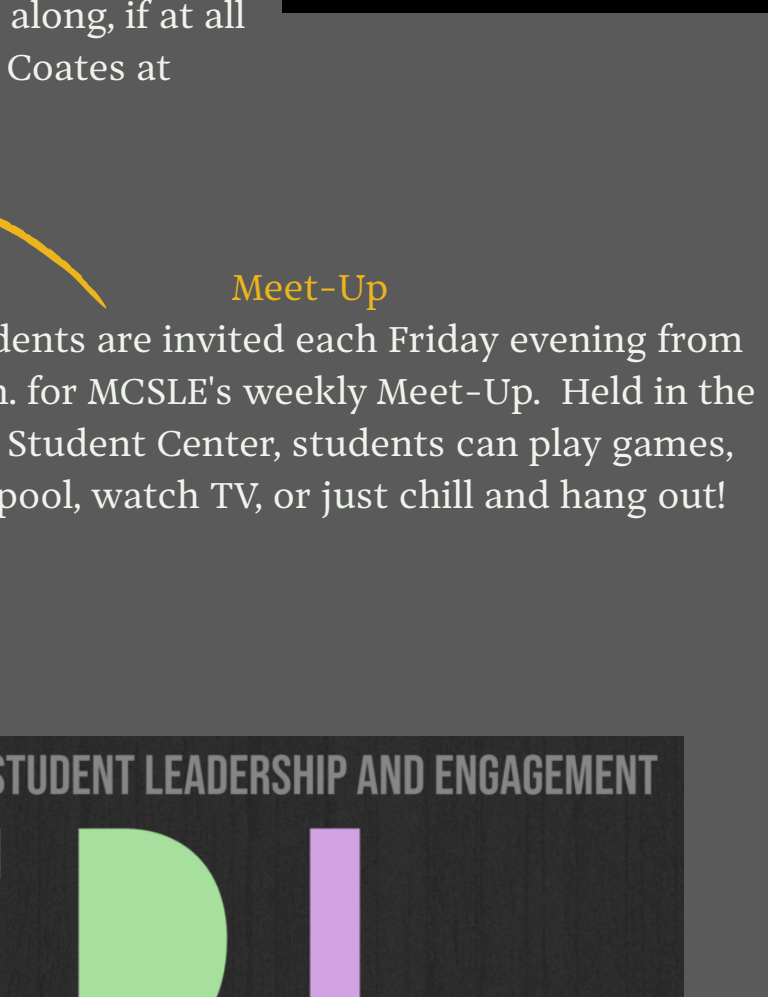 along, if at all
Coates at
Meet-Up
are invited each Friday evening from
for MCSLE's weekly Meet-Up.  Held in the
Student Center, students can play games,
pool, watch TV, or just chill and hang out!
STUDENT LEADERSHIP AND ENGAGEMENT